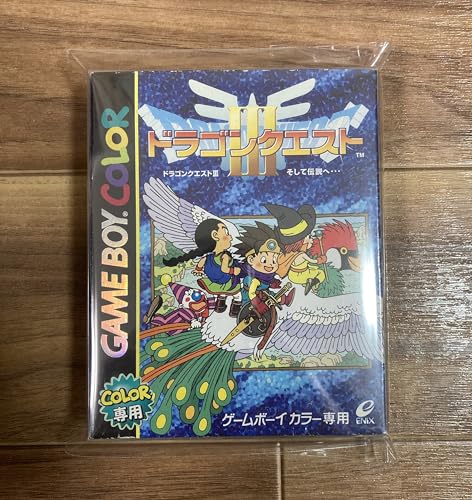 GAME BOY COLOR
DRAGON QUEST
III
ドラゴンクエスト
TM
ドラゴンクエストIII そして伝説へ…
COLOR
専用
ゲームボーイ カラー専用
ENIX